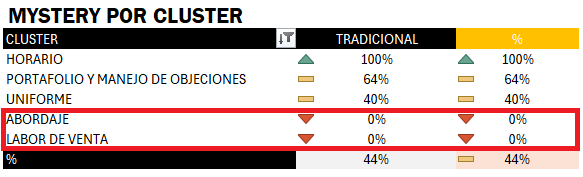 MYSTERY POR CLUSTER
CLUSTER TRADICIONAL %
HORARIO 100% 100%
PORTAFOLIO Y MANEJO DE OBJECIONES 64% 64%
UNIFORME 40% 40%
ABORDAJE 0% 0%
LABOR DE VENTA 0% 0%
% 44% 44%